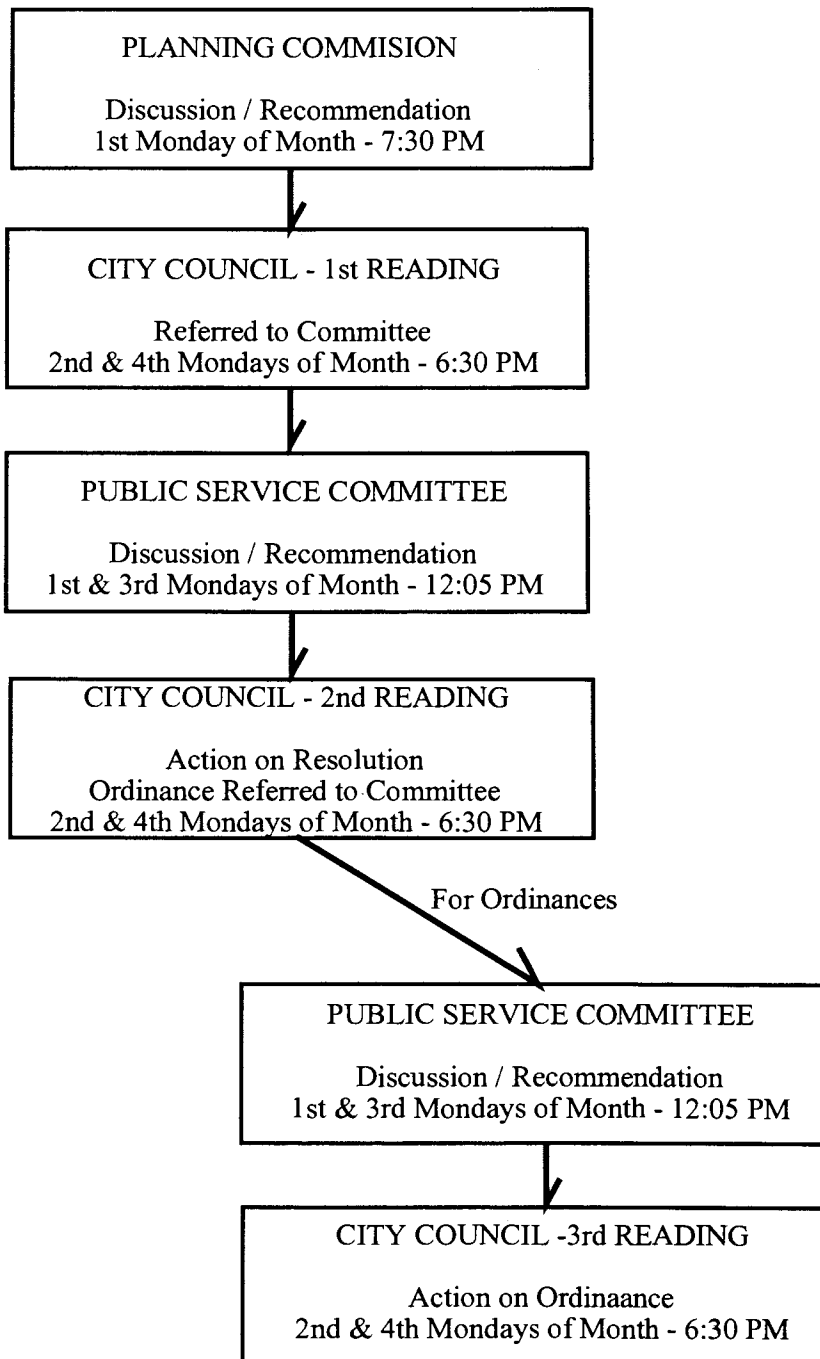 PLANNING COMMISION
Discussion / Recommendation
1st Monday of Month - 7:30 PM
CITY COUNCIL - 1st READING
Referred to Committee
2nd & 4th Mondays of Month - 6:30 PM
PUBLIC SERVICE COMMITTEE
Discussion / Recommendation
1st & 3rd Mondays of Month - 12:05 PM
CITY COUNCIL - 2nd READING
Action on Resolution
Ordinance Referred to Committee
2nd & 4th Mondays of Month - 6:30 PM
For Ordinances
PUBLIC SERVICE COMMITTEE
Discussion / Recommendation
1st & 3rd Mondays of Month - 12:05 PM
CITY COUNCIL -3rd READING
Action on Ordinaance
2nd & 4th Mondays of Month - 6:30 PM